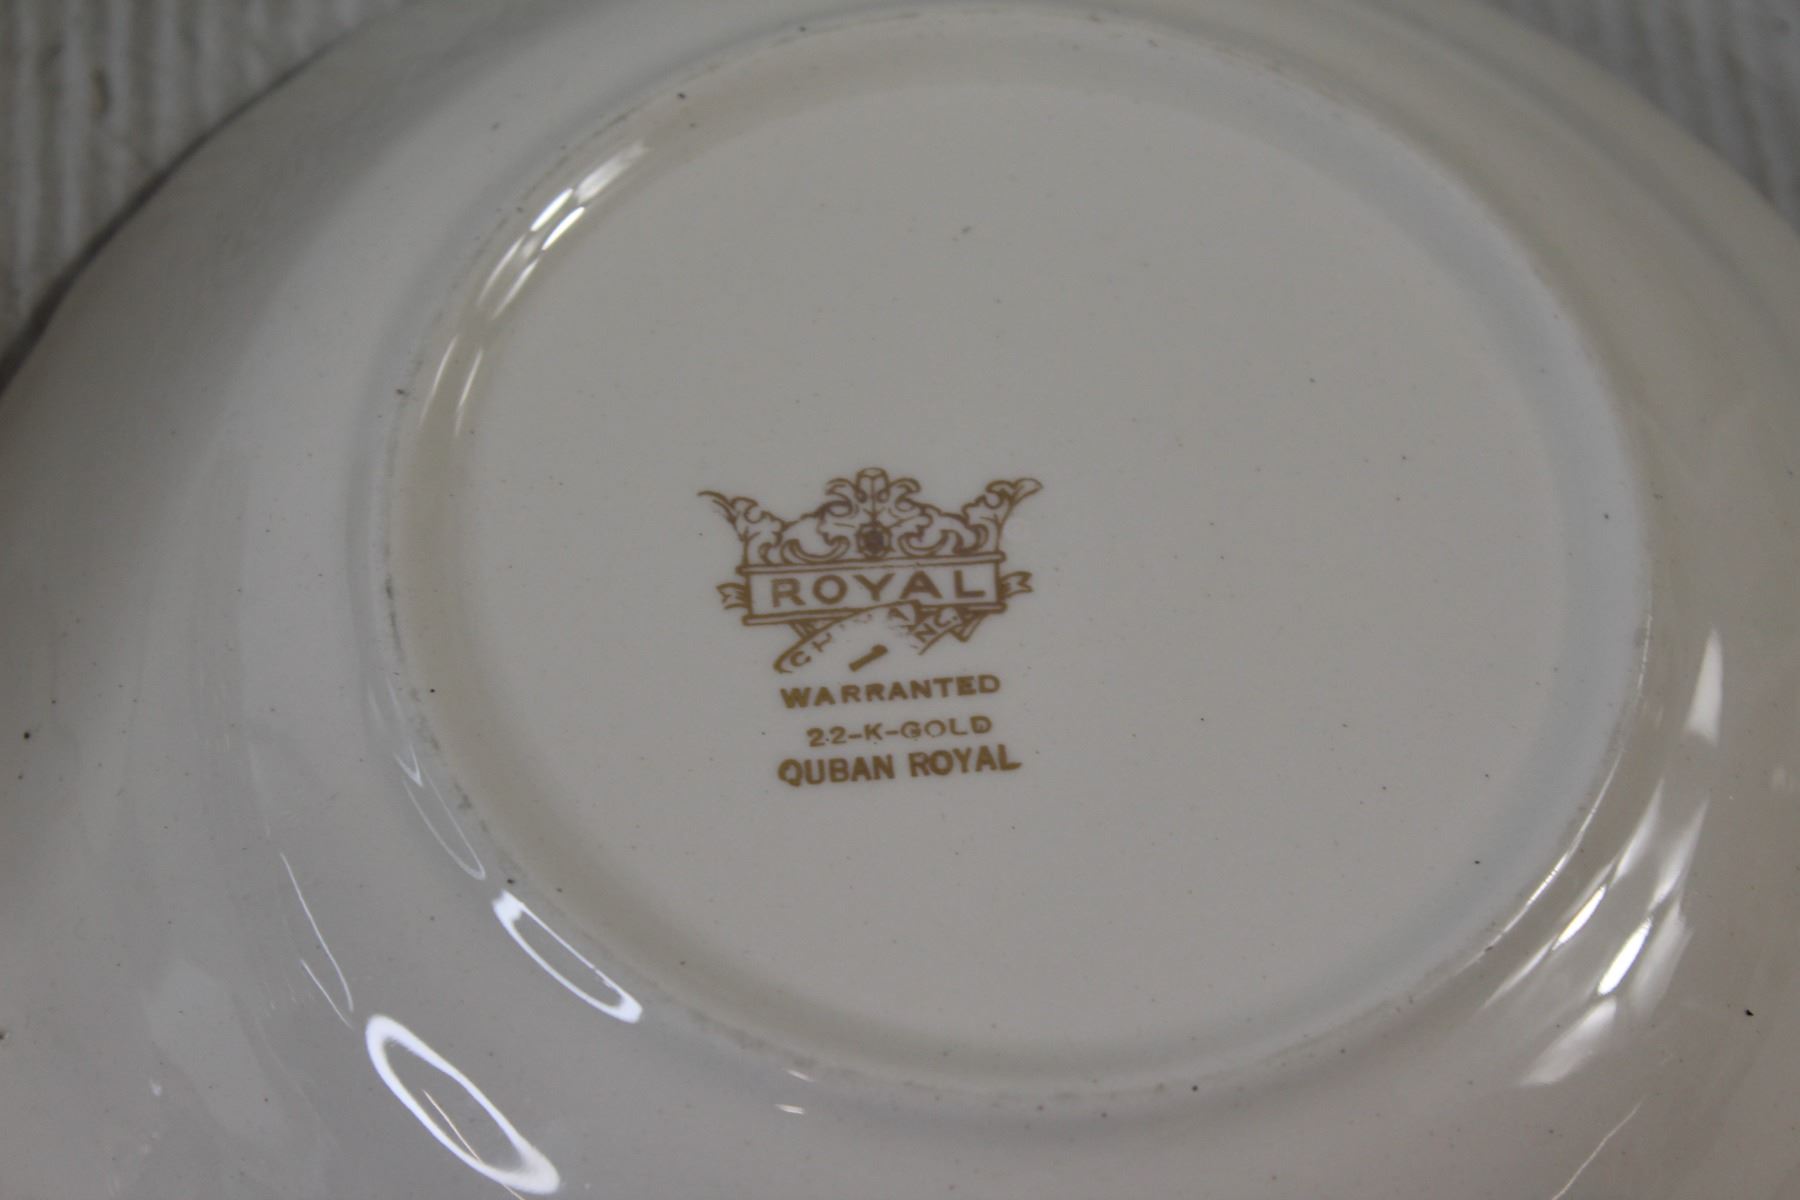 ROYAL
WARRANTED
22-K-GOLD
QUBAN ROYAL